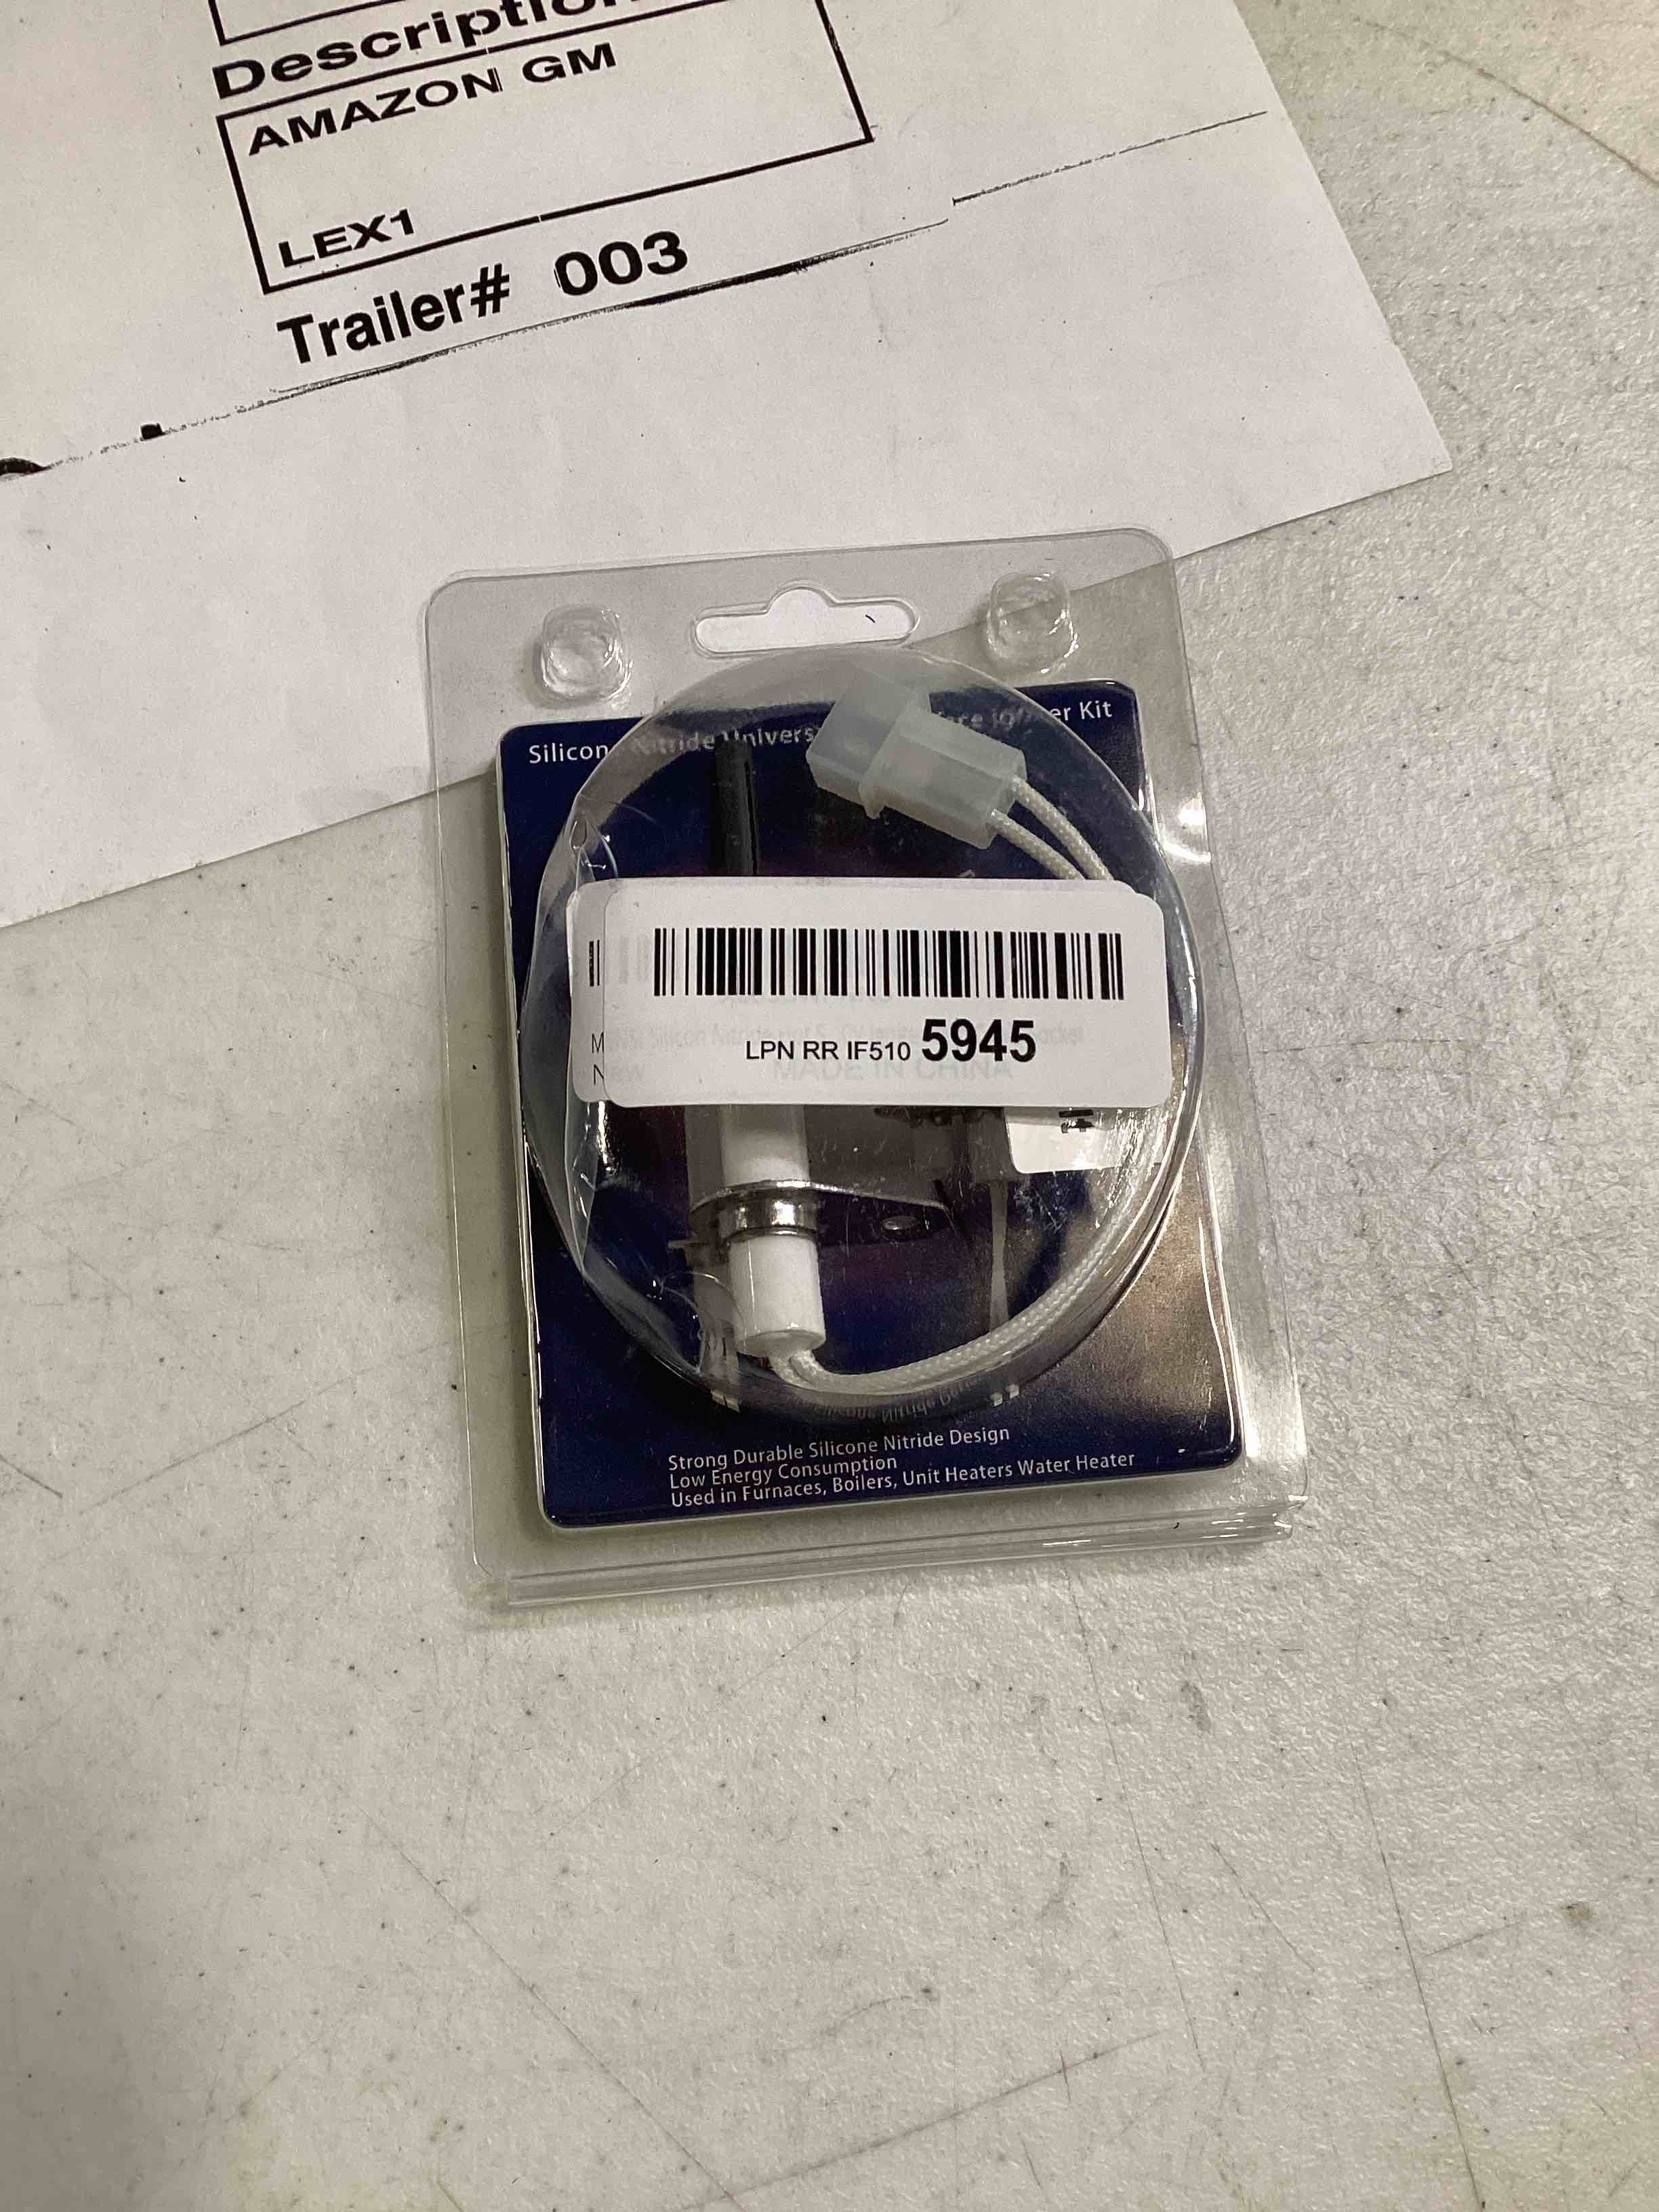 Description
AMAZON GM
LEX1
Trailer# 003
Silicon Nitride Univers er Kit
LPN RR IF510 5945
MADE IN CHINA
Strong Durable Silicone Nitride Design
Low Energy Consumption
Used in Furnaces, Boilers, Unit Heaters Water Heater